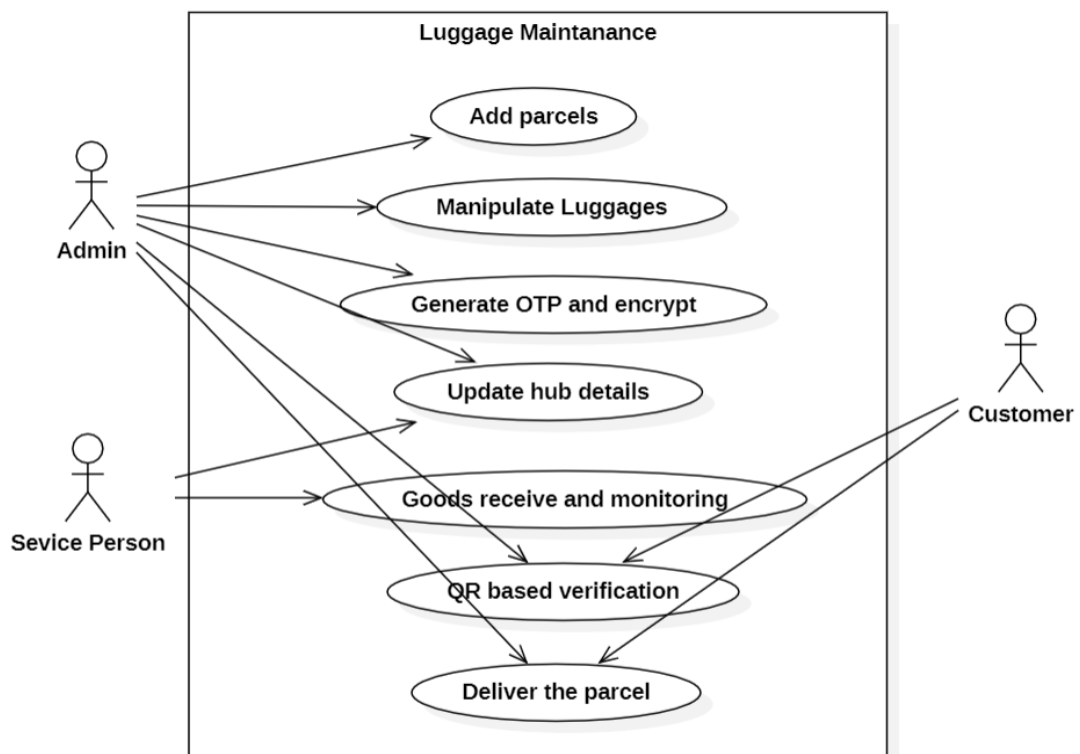 Luggage Maintanance
Add parcels
Manipulate Luggages
Admin
Generate OTP and encrypt
Update hub details
Customer
Goods receive and monitoring
Sevice Person
QR based verification
Deliver the parcel